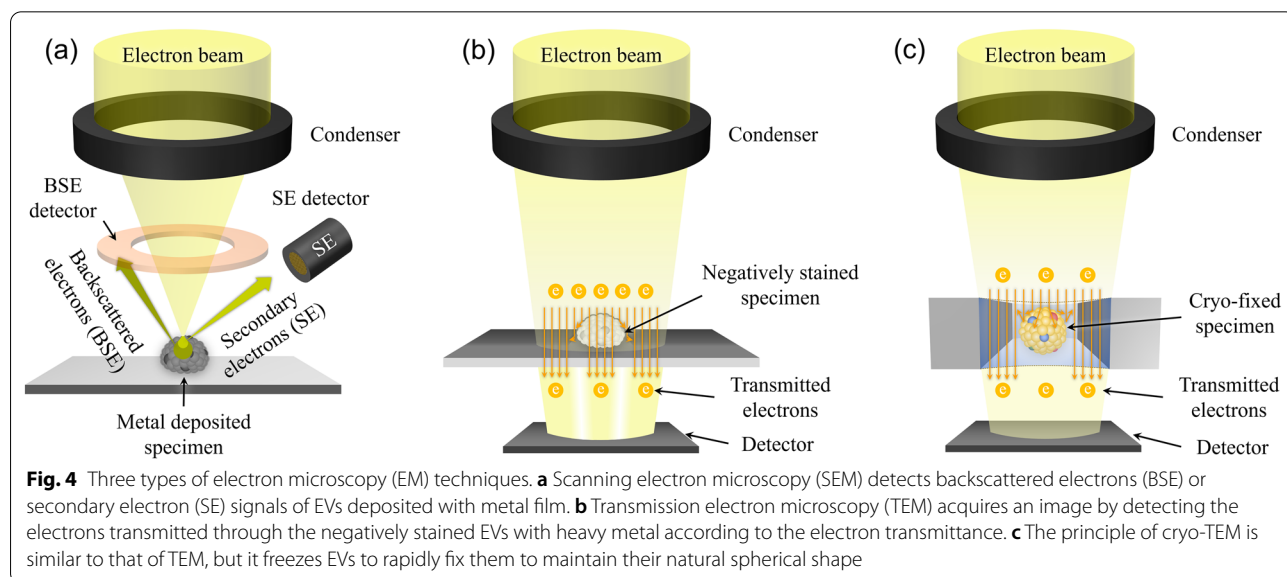 (a)
Electron beam
Condenser
BSE
detector
SE detector
SE
Backscattered
electrons (BSE)
Secondary
electrons (SE)
Metal deposited
specimen
(b)
Electron beam
Condenser
Negatively stained
specimen
e e e e e
e e e
Transmitted
electrons
Detector
(c)
Electron beam
Condenser
e e e
Cryo-fixed
specimen
e e e
Transmitted
electrons
Detector
Fig. 4 Three types of electron microscopy (EM) techniques. a Scanning electron microscopy (SEM) detects backscattered electrons (BSE) or
secondary electron (SE) signals of EVs deposited with metal film. b Transmission electron microscopy (TEM) acquires an image by detecting the
electrons transmitted through the negatively stained EVs with heavy metal according to the electron transmittance. c The principle of cryo-TEM is
similar to that of TEM, but it freezes EVs to rapidly fix them to maintain their natural spherical shape